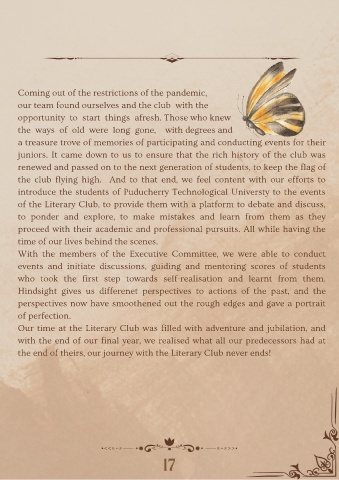 Coming out of the restrictions of the pandemic,
our team found ourselves and the club with the
opportunity to start things afresh. Those who knew
the ways of old were long gone, with degrees and
a treasure trove of memories of participating and conducting events for their
juniors. It came down to us to ensure that the rich history of the club was
renewed and passed on to the next generation of students, to keep the flag of
the club flying high. And to that end, we feel content with our efforts to
introduce the students of Puducherry Technological Universty to the events
of the Literary Club, to provide them with a platform to debate and discuss,
to ponder and explore, to make mistakes and learn from them as they
proceed with their academic and professional pursuits. All while having the
time of our lives behind the scenes.
With the members of the Executive Committee, we were able to conduct
events and initiate discussions, guiding and mentoring scores of students
who took the first step towards self-realisation and learnt from them.
Hindsight gives us differenet perspectives to actions of the past, and the
perspectives now have smoothened out the rough edges and gave a portrait
of perfection.
Our time at the Literary Club was filled with adventure and jubilation, and
with the end of our final year, we realised what all our predecessors had at
the end of theirs, our journey with the Literary Club never ends!
17